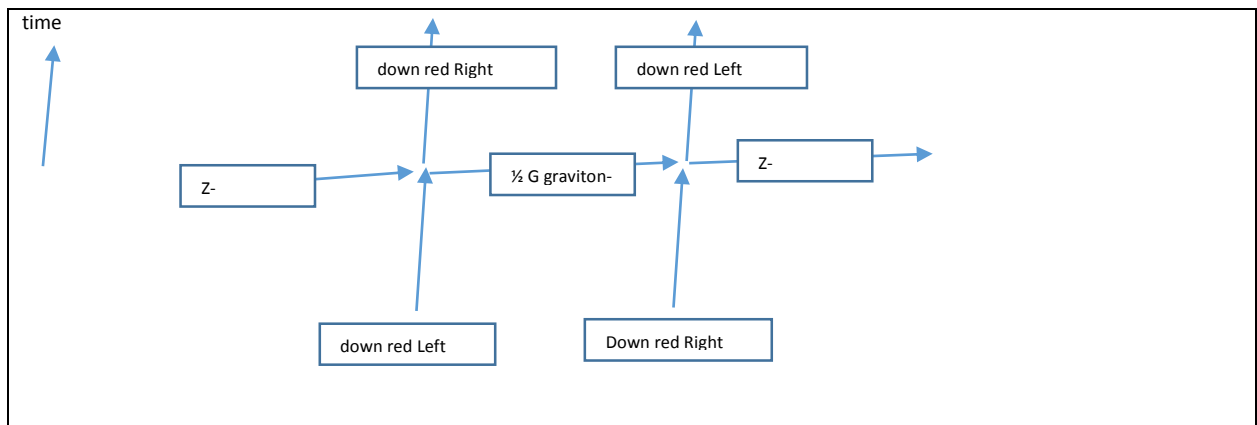 time
down red Right
down red Left
Z-
½ G graviton-
Z-
down red Left
Down red Right